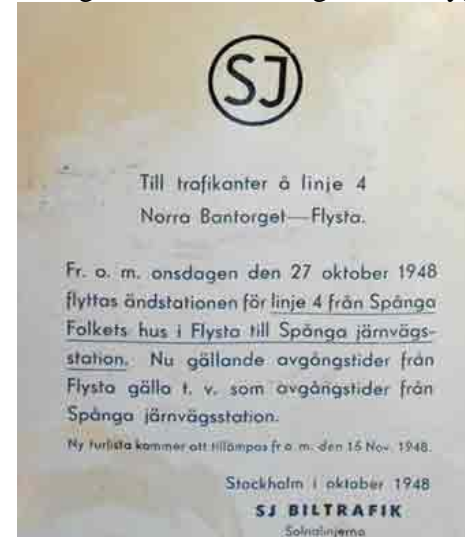 SJ
Till trafikanter å linje 4
Norra Bantorget—Flysta.
Fr. o. m. onsdagen den 27 oktober 1948
flyttas ändstationen för linje 4 från Spånga
Folkets hus i Flysta till Spånga järnvägs-
station. Nu gällande avgångstider från
Flysta gälla t. v. som avgångstider från
Spånga järnvägsstation.
Ny turlista kommer att tillämpas fr o. m. den 15 Nov. 1948.
Stockholm i oktober 1948
SJ BILTRAFIK
Solnalinjerna